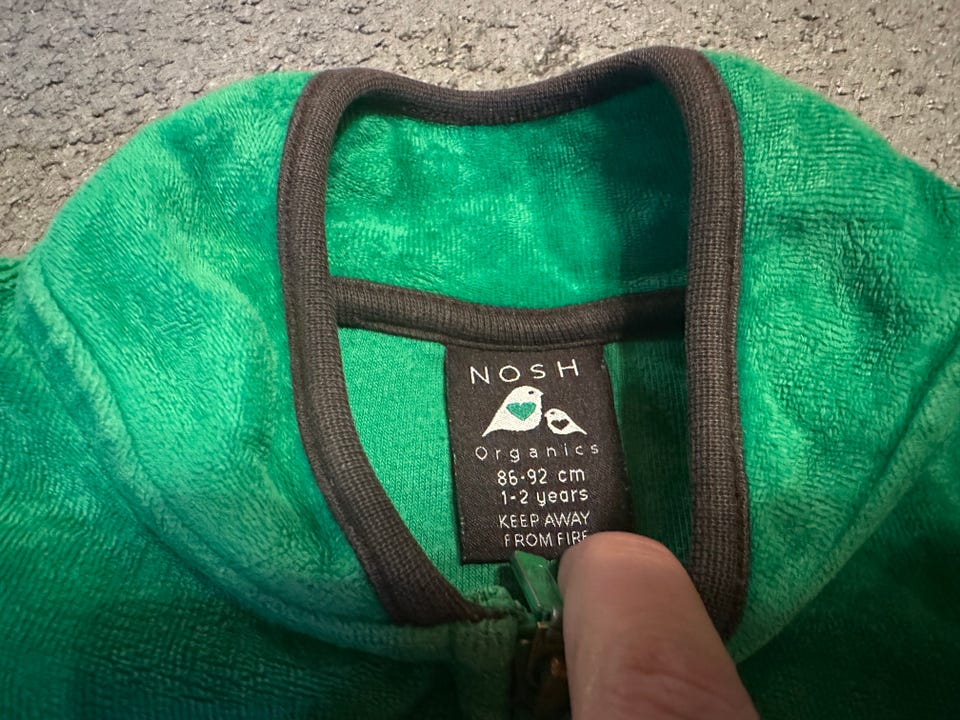 NOSH
Organics
86-92 cm
1-2 years
KEEP AWAY
FROM FIRE